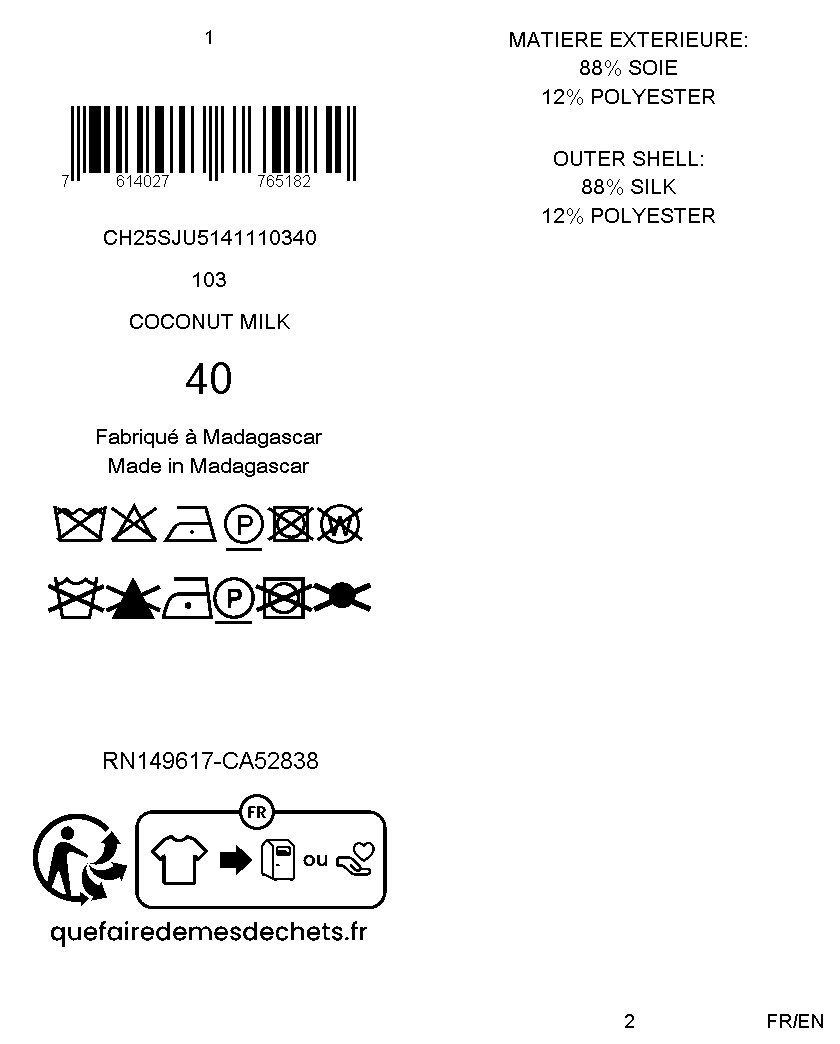 1
7 614027 765182
CH25SJU5141110340
103
COCONUT MILK
40
Fabriqué à Madagascar
Made in Madagascar
P W
P
RN149617-CA52838
FR
ou
quefairedemesdechets.fr
MATIERE EXTERIEURE:
88% SOIE
12% POLYESTER
OUTER SHELL:
88% SILK
12% POLYESTER
2
FR/EN